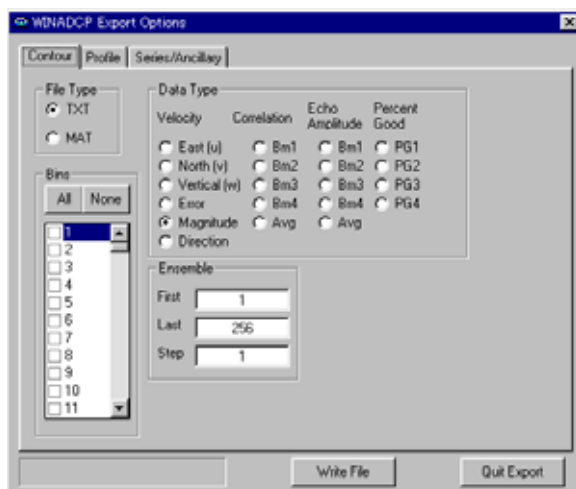 WINADCP Export Options
Contour Profile Series/Ancillary
File Type
TXT
MAT
Bins
All None
1
2
3
4
5
6
7
8
9
10
11
Data Type
Velocity Correlation Echo Amplitude Percent Good
East (u) Bm1 Bm1 PG1
North (v) Bm2 Bm2 PG2
Vertical (w) Bm3 Bm3 PG3
Error Bm4 Bm4 PG4
Magnitude Avg Avg
Direction
Ensemble
First 1
Last 256
Step 1
Write File Quit Export